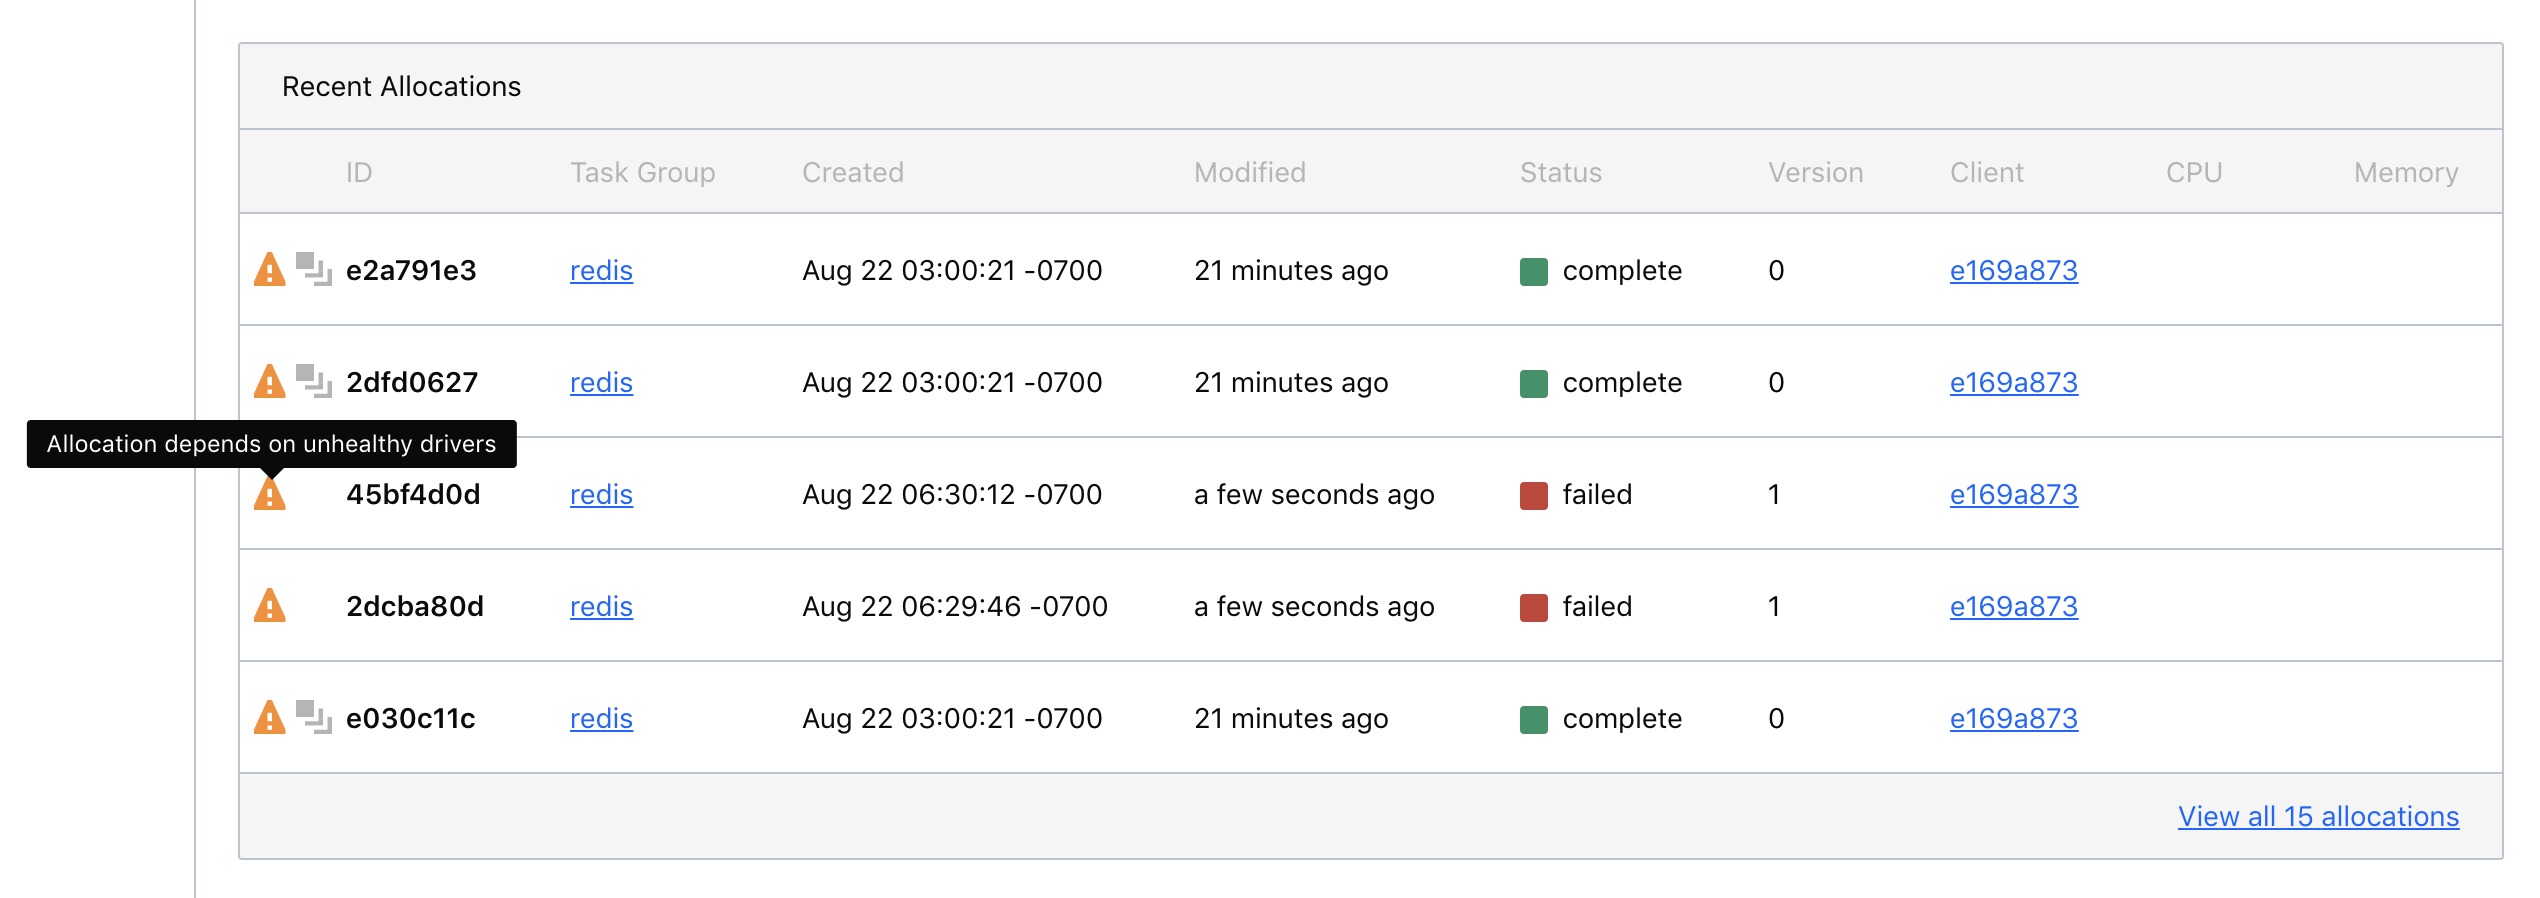 Recent Allocations
ID Task Group Created Modified Status Version Client CPU Memory
e2a791e3 redis Aug 22 03:00:21 -0700 21 minutes ago complete 0 e169a873
2dfd0627 redis Aug 22 03:00:21 -0700 21 minutes ago complete 0 e169a873
Allocation depends on unhealthy drivers
45bf4d0d redis Aug 22 06:30:12 -0700 a few seconds ago failed 1 e169a873
2dcba80d redis Aug 22 06:29:46 -0700 a few seconds ago failed 1 e169a873
e030c11c redis Aug 22 03:00:21 -0700 21 minutes ago complete 0 e169a873
View all 15 allocations